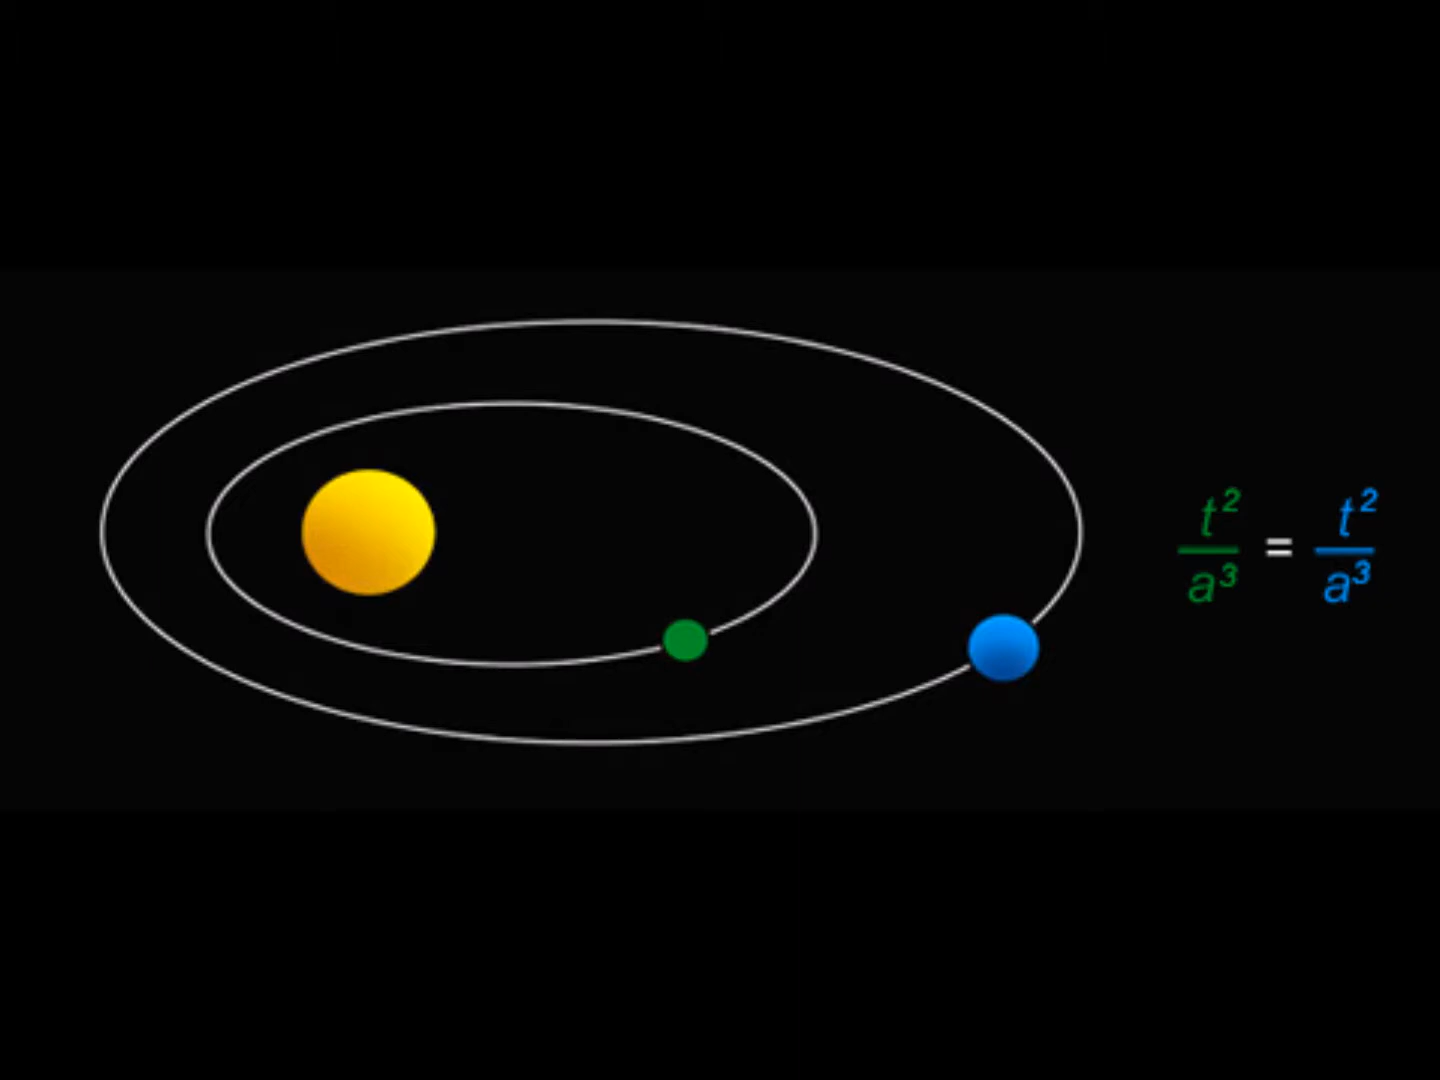 t² / a³ = t² / a³